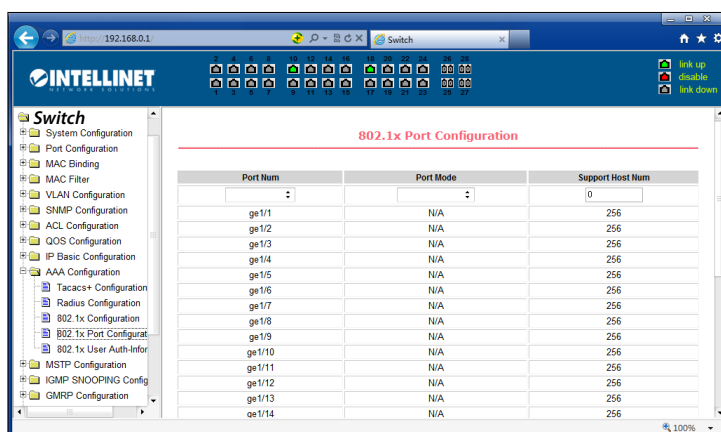 http://192.168.0.1/
Switch
2 4 6 8 10 12 14 16 18 20 22 24 26 28
INTELLINET
NETWORK SOLUTIONS
1 3 5 7 9 11 13 15 17 19 21 23 25 27
link up
disable
link down
Switch
System Configuration
Port Configuration
MAC Binding
MAC Filter
VLAN Configuration
SNMP Configuration
ACL Configuration
QOS Configuration
IP Basic Configuration
AAA Configuration
Tacacs+ Configuration
Radius Configuration
802.1x Configuration
802.1x Port Configurat
802.1x User Auth-Infor
MSTP Configuration
IGMP SNOOPING Config
GMRP Configuration
802.1x Port Configuration
Port Num Port Mode Support Host Num
0
ge1/1 N/A 256
ge1/2 N/A 256
ge1/3 N/A 256
ge1/4 N/A 256
ge1/5 N/A 256
ge1/6 N/A 256
ge1/7 N/A 256
ge1/8 N/A 256
ge1/9 N/A 256
ge1/10 N/A 256
ge1/11 N/A 256
ge1/12 N/A 256
ge1/13 N/A 256
ge1/14 N/A 256
100%